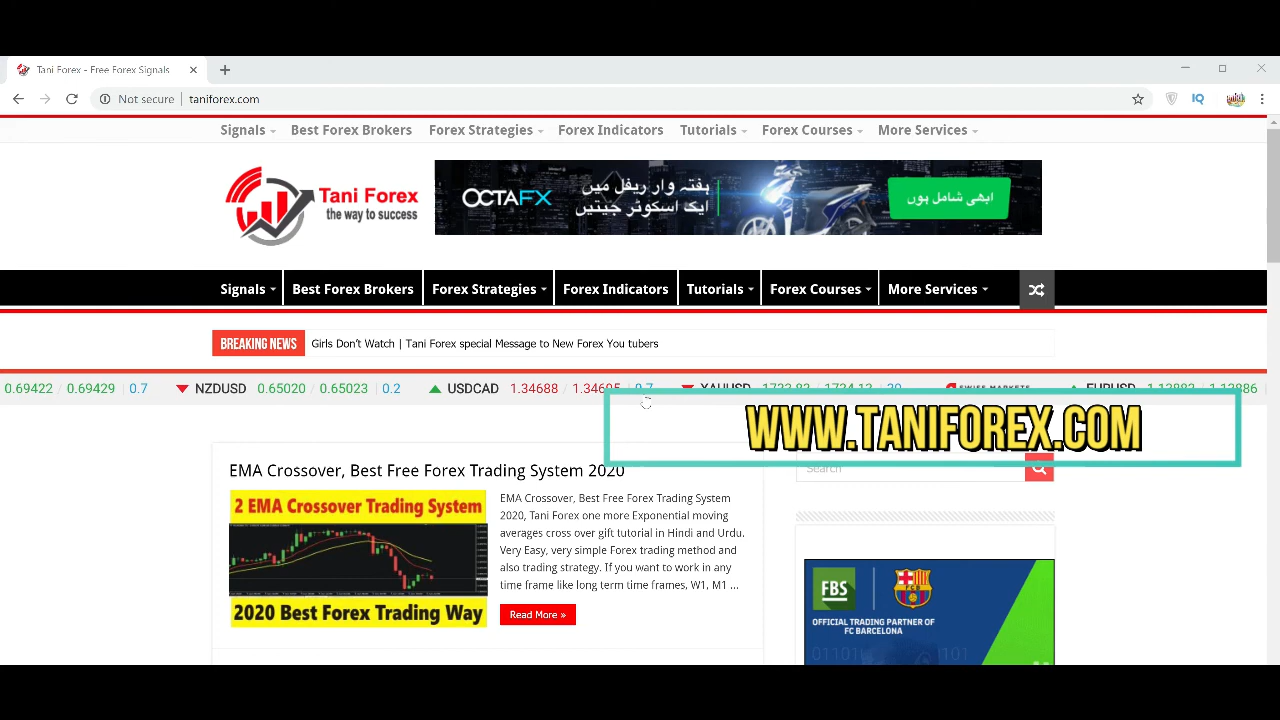 Tani Forex - Free Forex Signals
Not secure taniforex.com
IQ
Signals Best Forex Brokers Forex Strategies Forex Indicators Tutorials Forex Courses More Services
Tani Forex
the way to success
OCTAFX
ہفتہ وار ریفل میں
ایک اسکوٹر جیتیں
ابھی شامل ہوں
Signals Best Forex Brokers Forex Strategies Forex Indicators Tutorials Forex Courses More Services
BREAKING NEWS Girls Don't Watch | Tani Forex special Message to New Forex You tubers
0.69422 / 0.69429 0.7 NZDUSD 0.65020 / 0.65023 0.2 USDCAD 1.34688 / 1.34695 0.7
WWW.TANIFOREX.COM
Search
EMA Crossover, Best Free Forex Trading System 2020
2 EMA Crossover Trading System
2020 Best Forex Trading Way
EMA Crossover, Best Free Forex Trading System
2020, Tani Forex one more Exponential moving
averages cross over gift tutorial in Hindi and Urdu.
Very Easy, very simple Forex trading method and
also trading strategy. If you want to work in any
time frame like long term time frames, W1, M1 ...
Read More »
FBS
OFFICIAL TRADING PARTNER OF
FC BARCELONA